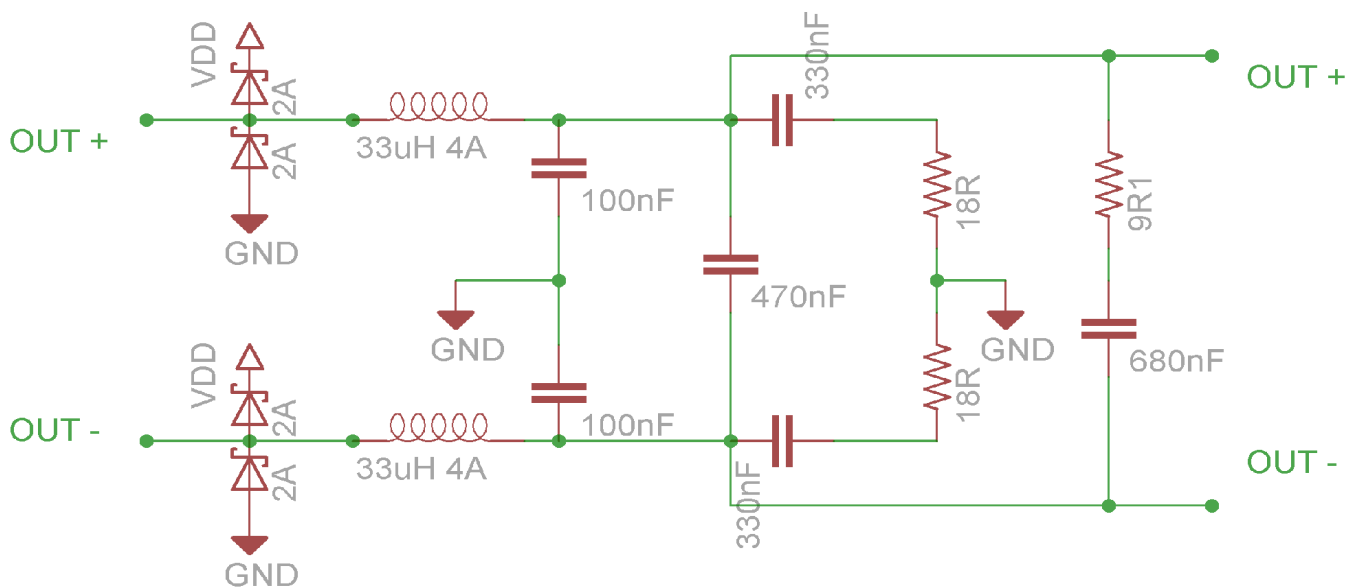 VDD
2A
2A
OUT +
33uH 4A
GND
100nF
330nF
18R
9R1
OUT +
GND
470nF
GND
680nF
VDD
2A
2A
OUT -
33uH 4A
GND
100nF
330nF
18R
OUT -